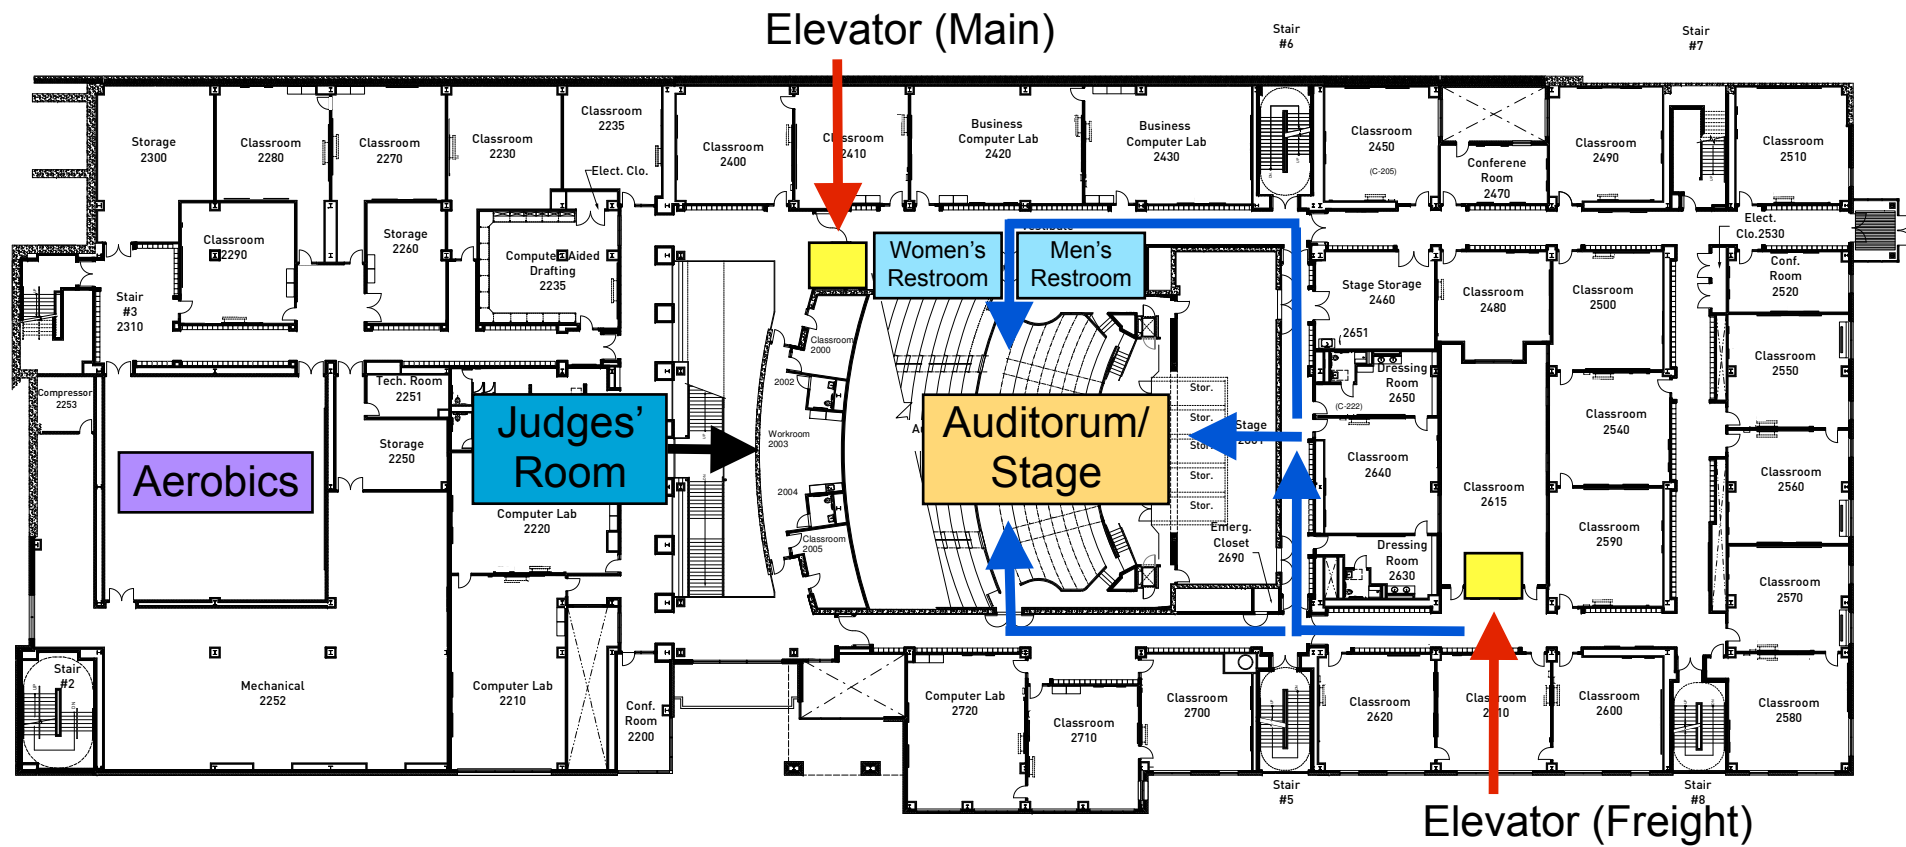 Elevator (Main)
Stair
#6
Stair
#7
Storage
2300
Classroom
2280
Classroom
2270
Classroom
2230
Classroom
2235
Elect. Clo.
Classroom
2400
Classroom
2410
Business
Computer Lab
2420
Business
Computer Lab
2430
Classroom
2450
(C-205)
Conferene
Room
2470
Classroom
2490
Classroom
2510
Classroom
2290
Storage
2260
Computer Aided
Drafting
2235
Vestibule
Women's
Restroom
Men's
Restroom
Elect.
Clo.2530
Stair
#3
2310
Stage Storage
2460
Classroom
2480
Classroom
2500
Conf.
Room
2520
2651
Classroom
2000
Classroom
2550
Compressor
2253
Tech. Room
2251
2002
Stor.
Dressing
Room
2650
(C-222)
Storage
2250
Judges'
Room
Workroom
2003
Auditorum/
Stage
Stor.
Stage
Stor.
Stor.
Stor.
Classroom
2540
Classroom
2640
Aerobics
Classroom
2615
Classroom
2560
2004
Computer Lab
2220
Classroom
2005
Emerg.
Closet
2690
Classroom
2590
Dressing
Room
2630
Classroom
2570
Stair
#2
Mechanical
2252
Computer Lab
2210
Conf.
Room
2200
Computer Lab
2720
Classroom
2710
Classroom
2700
Classroom
2620
Classroom
2610
Classroom
2600
Classroom
2580
Stair
#5
Stair
#8
Elevator (Freight)